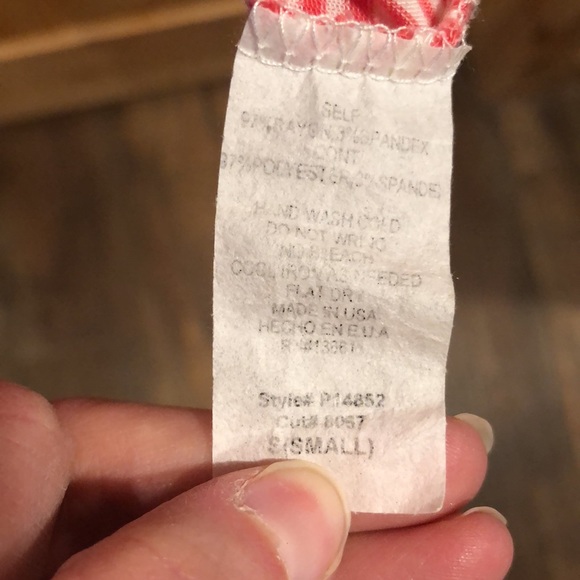 SELF
97%RAYON,3%SPANDEX
CONT
97%POLYESTER,3%SPANDEX
HAND WASH COLD
DO NOT WRING
NO BLEACH
COOL IRON AS NEEDED
FLAT DRY
MADE IN USA
HECHO EN E.U.A
Style# P14852
Cut# 8067
S(SMALL)